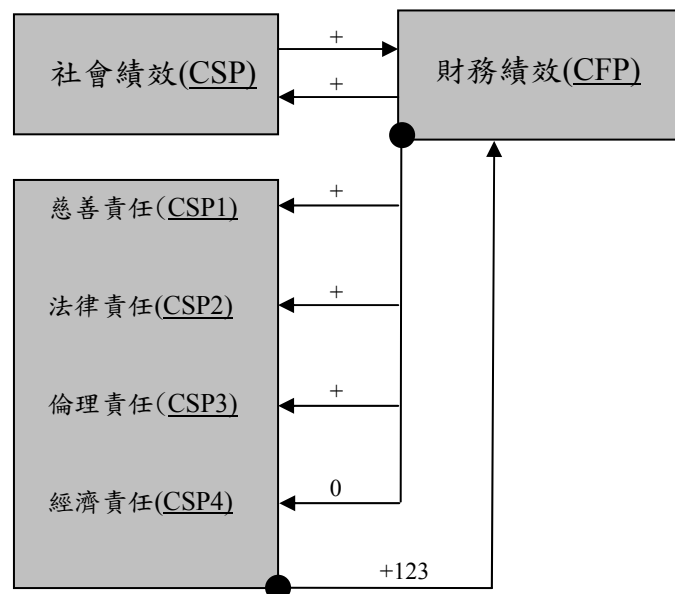 +
社會績效(CSP)
財務績效(CFP)
+
慈善責任(CSP1)
+
法律責任(CSP2)
+
倫理責任(CSP3)
+
經濟責任(CSP4)
0
+123